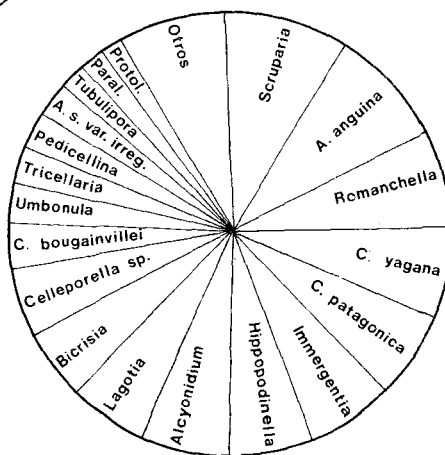 Otros
Scruparia
A. anguina
Romanchella
C. yagana
C. patagonica
Immergentia
Hippopodinella
Alcyonidium
Lagotia
Bicrisia
Celleporella sp.
C. bougainvillei
Umbonula
Tricellaria
Pedicellina
A. s. var. irreg.
Tubulipora
Paral.
Protol.